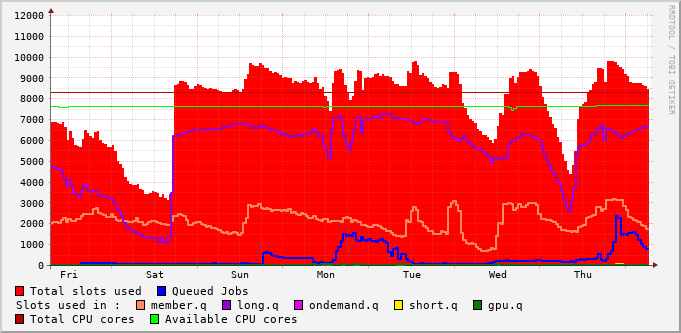 12000
11000
10000
9000
8000
7000
6000
5000
4000
3000
2000
1000
0
Fri Sat Sun Mon Tue Wed Thu
RRDTOOL / TOBI OETIKER
Total slots used Queued Jobs
Slots used in : member.q long.q ondemand.q short.q gpu.q
Total CPU cores Available CPU cores